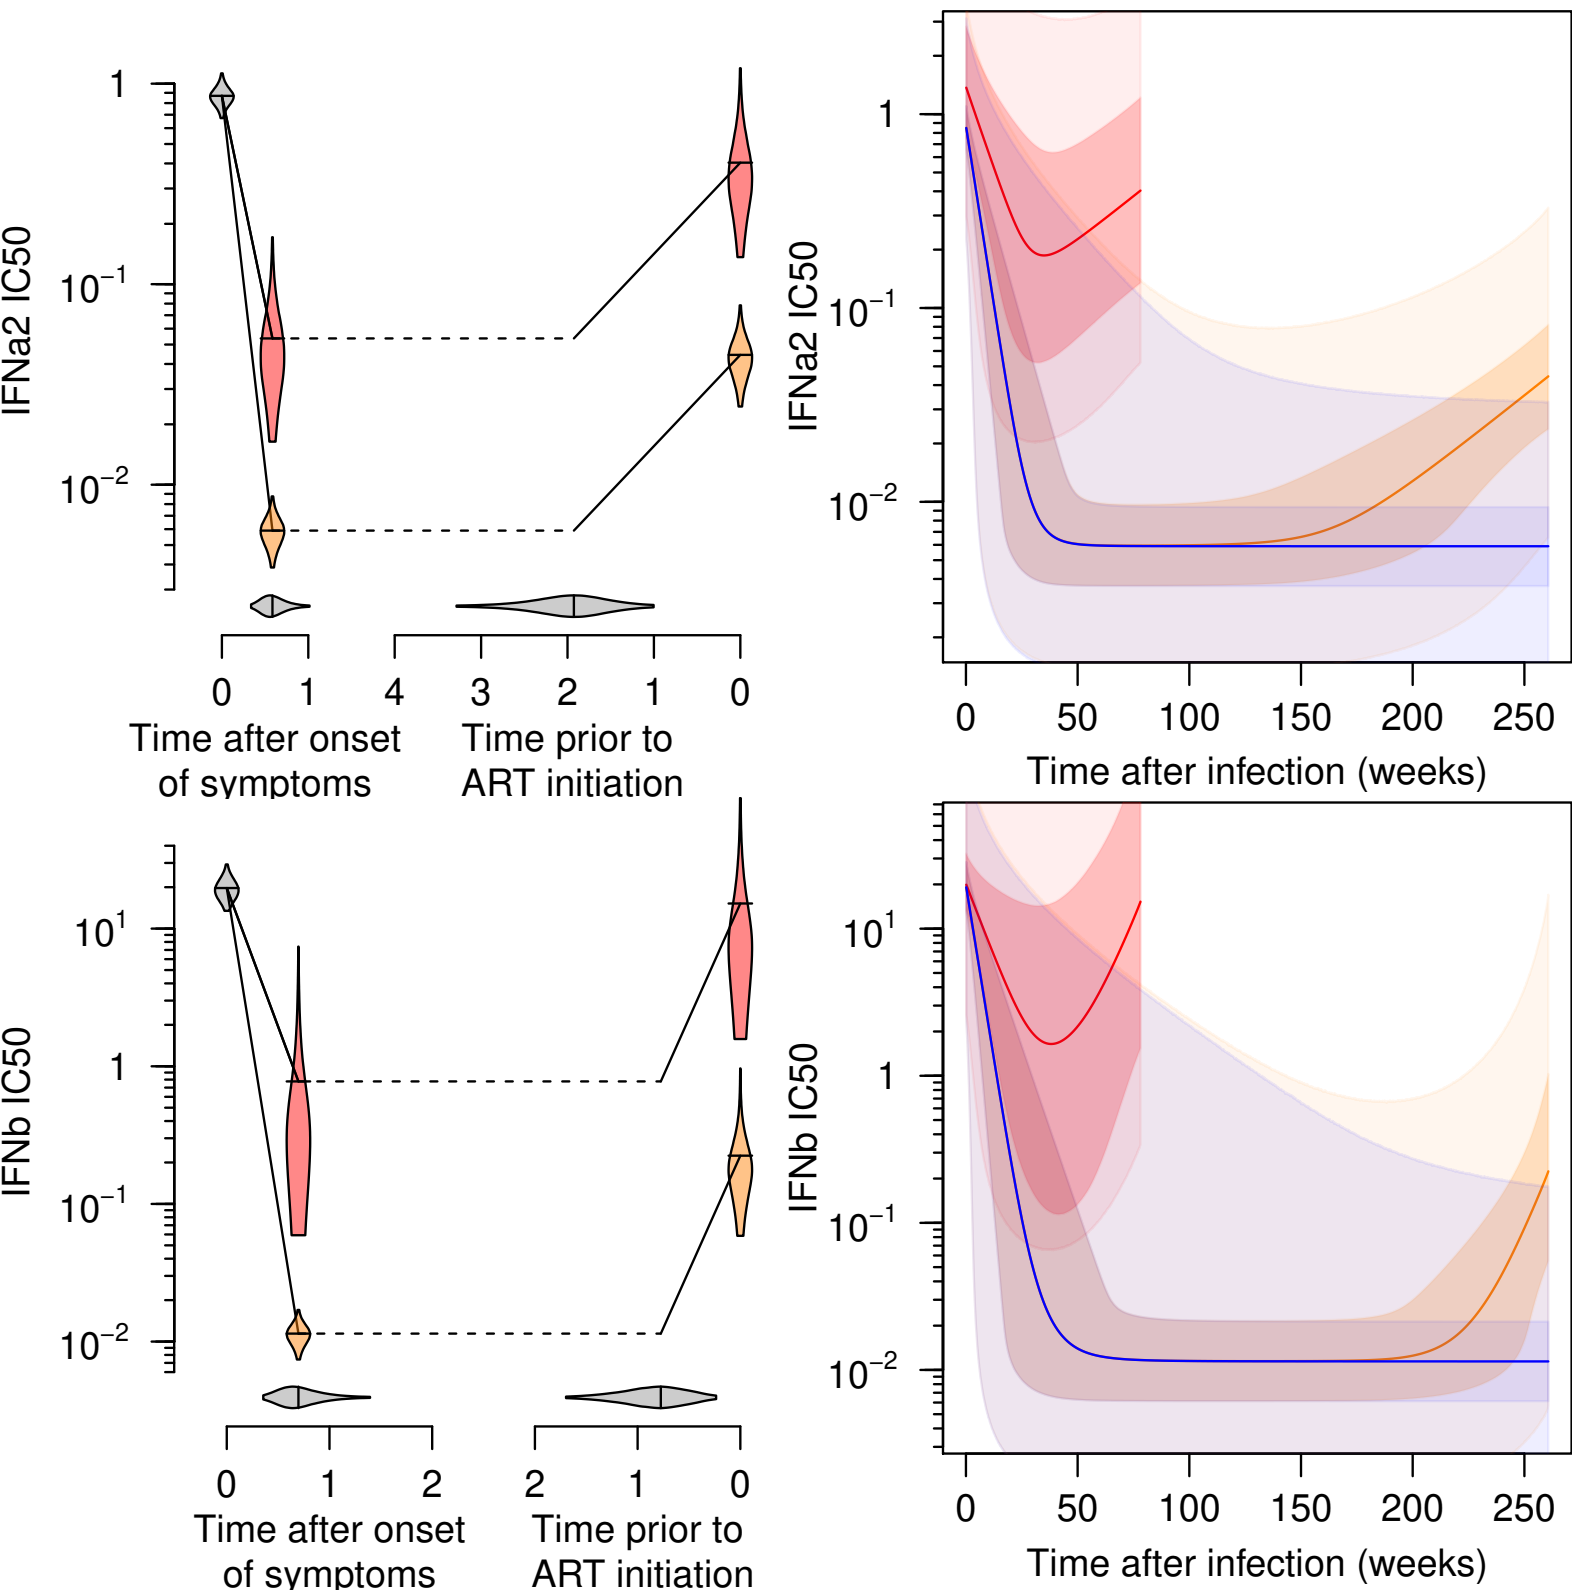 IFNa2 IC50
1
10−1
10−2
0 1 4 3 2 1 0
Time after onset
of symptoms
Time prior to
ART initiation
IFNa2 IC50
1
10−1
10−2
0 50 100 150 200 250
Time after infection (weeks)
IFNb IC50
101
1
10−1
10−2
0 1 2 2 1 0
Time after onset
of symptoms
Time prior to
ART initiation
IFNb IC50
101
1
10−1
10−2
0 50 100 150 200 250
Time after infection (weeks)